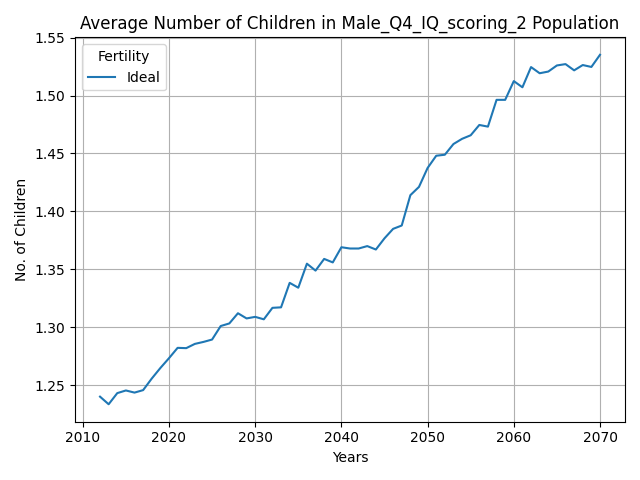 Average Number of Children in Male_Q4_IQ_scoring_2 Population
Fertility
Ideal
No. of Children
1.55
1.50
1.45
1.40
1.35
1.30
1.25
2010 2020 2030 2040 2050 2060 2070
Years